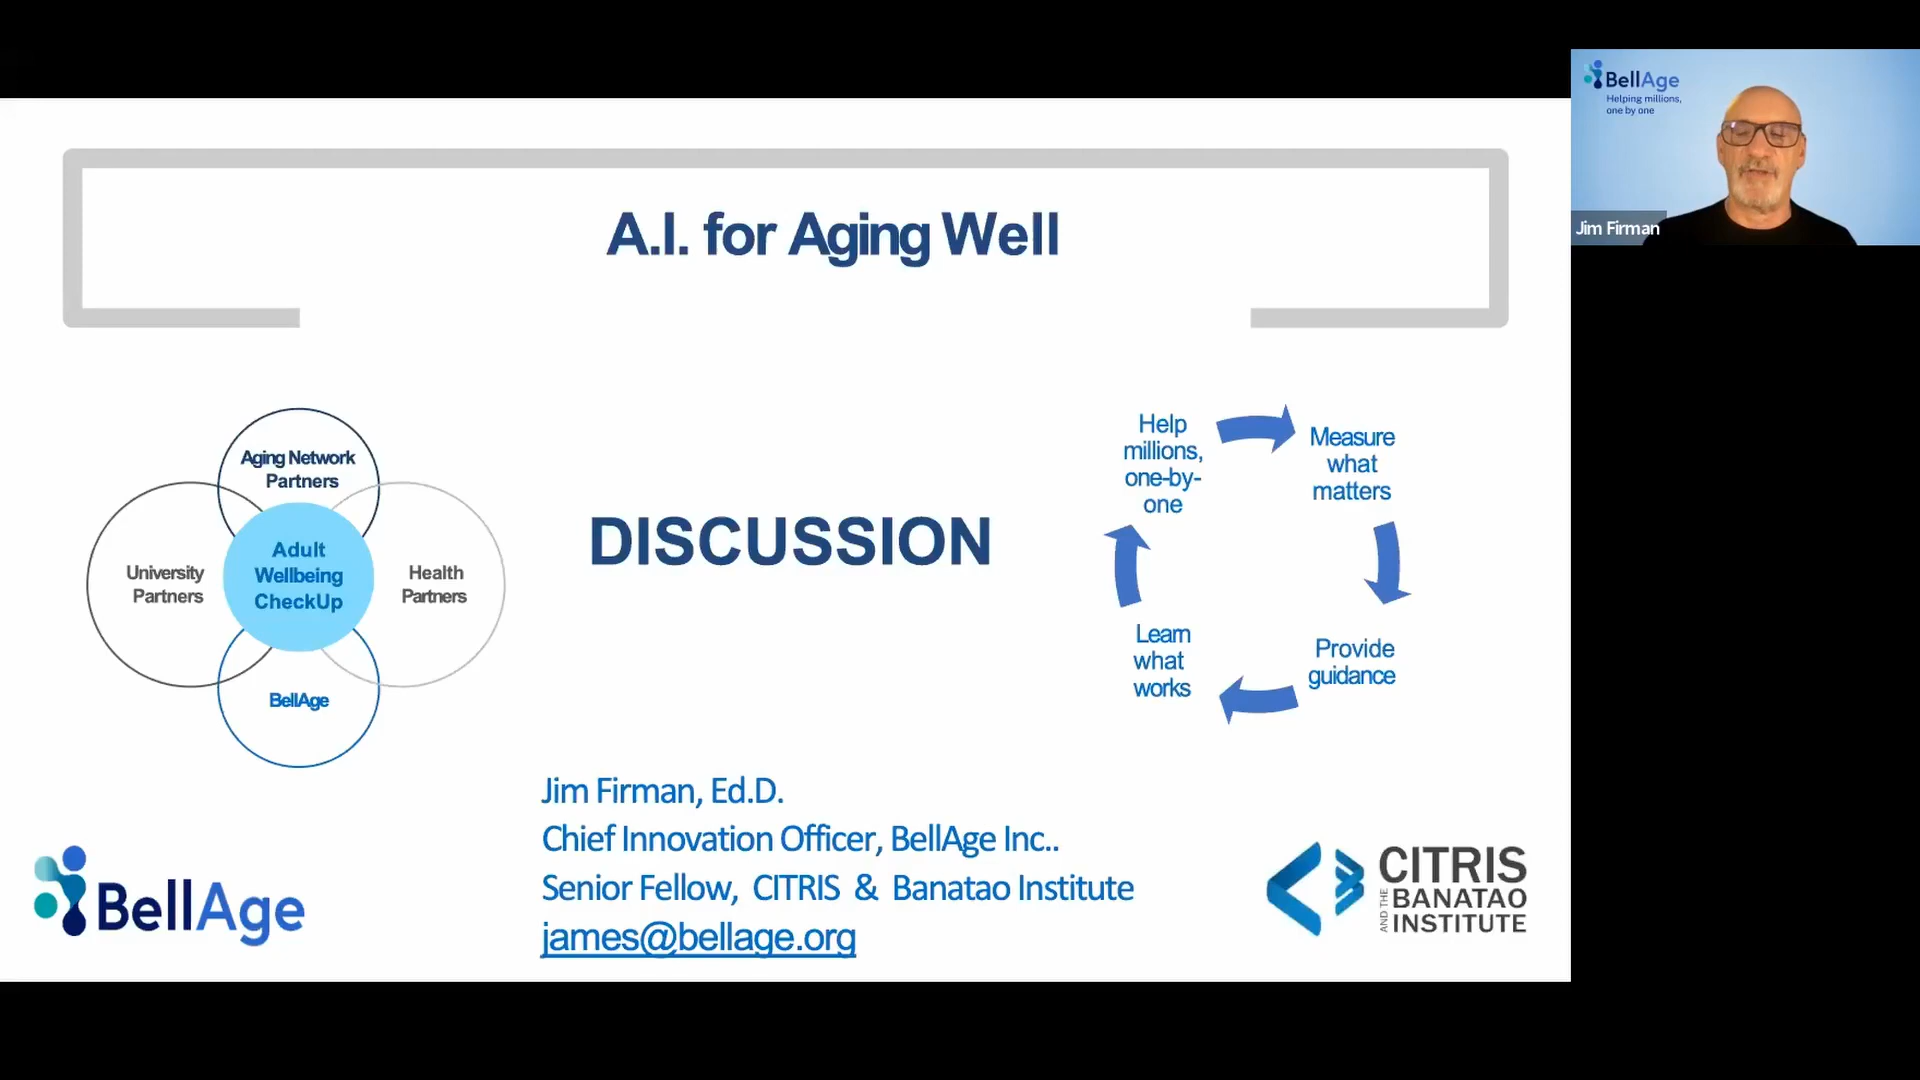 A.I. for Aging Well
Aging Network
Partners
University
Partners
Adult
Wellbeing
CheckUp
Health
Partners
BellAge
DISCUSSION
Help
millions,
one-by-
one
Measure
what
matters
Provide
guidance
Learn
what
works
Jim Firman, Ed.D.
Chief Innovation Officer, BellAge Inc..
Senior Fellow, CITRIS & Banatao Institute
james@bellage.org
BellAge
CITRIS
AND THE
BANATAO
INSTITUTE
BellAge
Helping millions,
one by one
Jim Firman